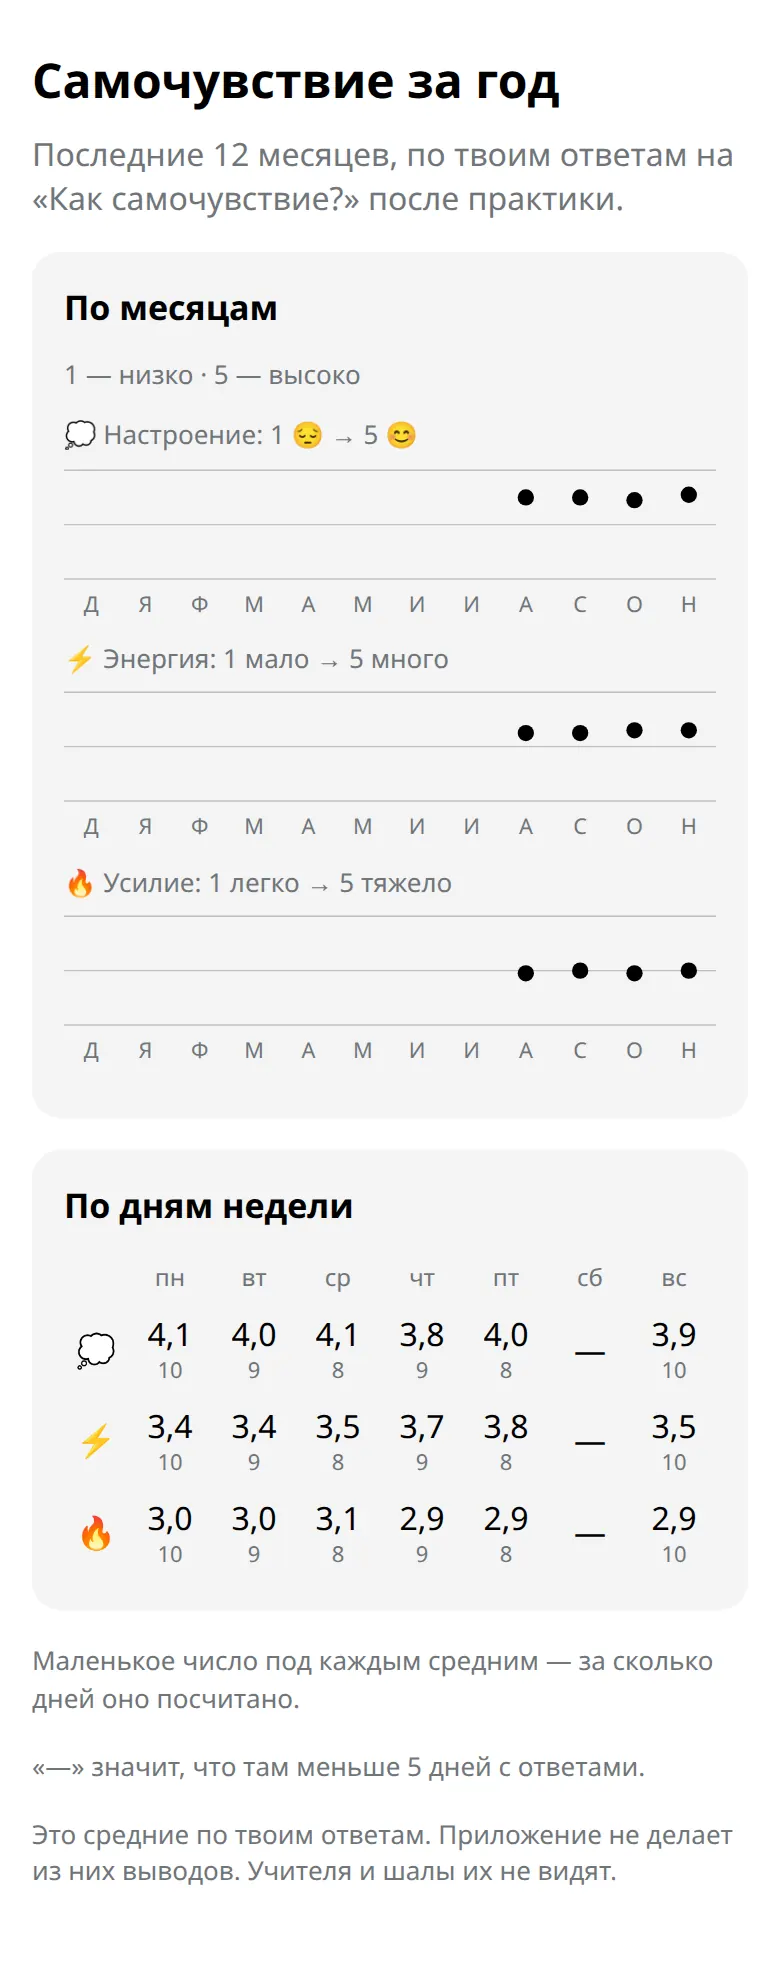 Самочувствие за год
Последние 12 месяцев, по твоим ответам на
«Как самочувствие?» после практики.
По месяцам
1 — низко · 5 — высоко
💭 Настроение: 1 😔 → 5 😊
Д Я Ф М А М И И А С О Н
⚡ Энергия: 1 мало → 5 много
Д Я Ф М А М И И А С О Н
🔥 Усилие: 1 легко → 5 тяжело
Д Я Ф М А М И И А С О Н
По дням недели
пн вт ср чт пт сб вс
💭 4,1 4,0 4,1 3,8 4,0 — 3,9
10 9 8 9 8 10
⚡ 3,4 3,4 3,5 3,7 3,8 — 3,5
10 9 8 9 8 10
🔥 3,0 3,0 3,1 2,9 2,9 — 2,9
10 9 8 9 8 10
Маленькое число под каждым средним — за сколько
дней оно посчитано.
«—» значит, что там меньше 5 дней с ответами.
Это средние по твоим ответам. Приложение не делает
из них выводов. Учителя и шалы их не видят.